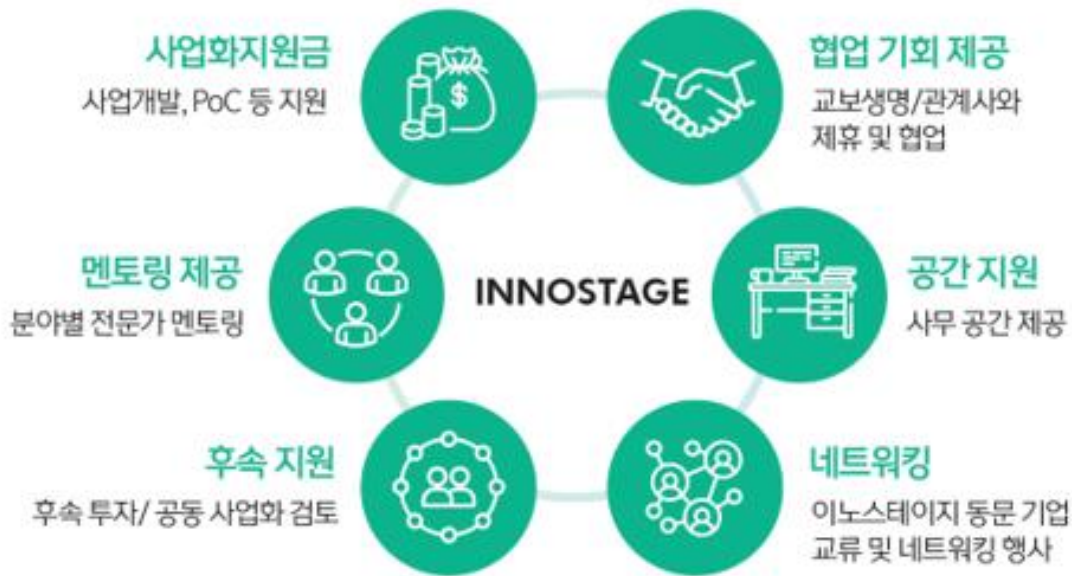 사업화지원금
사업개발, PoC 등 지원
협업 기회 제공
교보생명/관계사와
제휴 및 협업
멘토링 제공
분야별 전문가 멘토링
INNOSTAGE
공간 지원
사무 공간 제공
후속 지원
후속 투자/ 공동 사업화 검토
네트워킹
이노스테이지 동문 기업
교류 및 네트워킹 행사
$